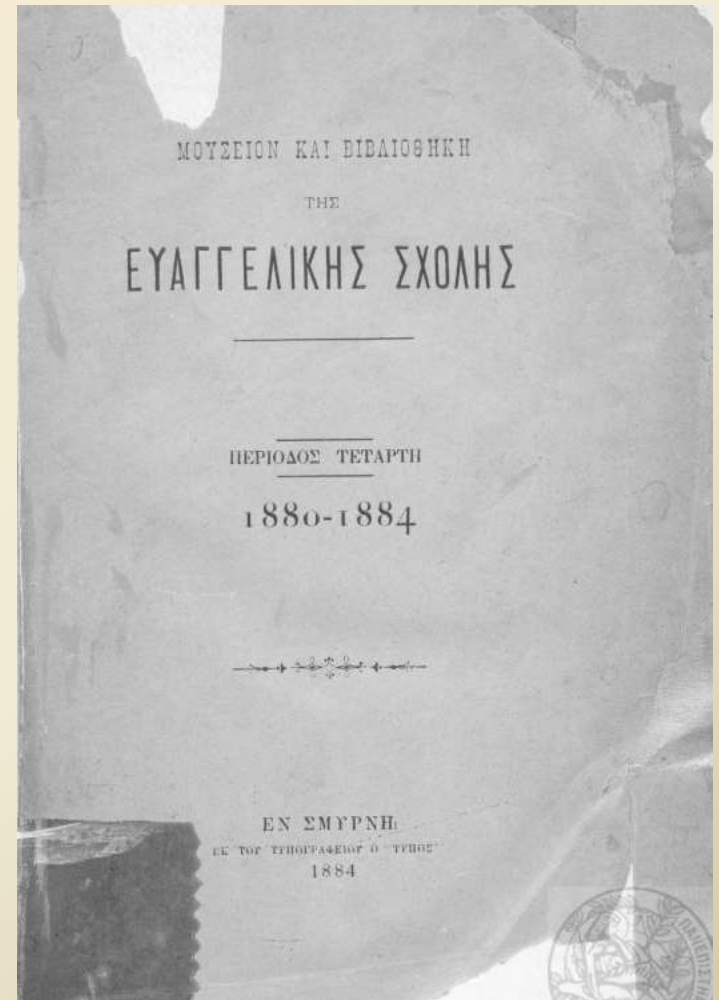 ΜΟΥΣΕΙΟΝ ΚΑΙ ΒΙΒΛΙΟΘΗΚΗ
ΤΗΣ
ΕΥΑΓΓΕΛΙΚΗΣ ΣΧΟΛΗΣ
ΠΕΡΙΟΔΟΣ ΤΕΤΑΡΤΗ
1880-1884
ΕΝ ΣΜΥΡΝΗ
ΕΚ ΤΟΥ ΤΥΠΟΓΡΑΦΕΙΟΥ Ο "ΤΥΠΟΣ"
1884